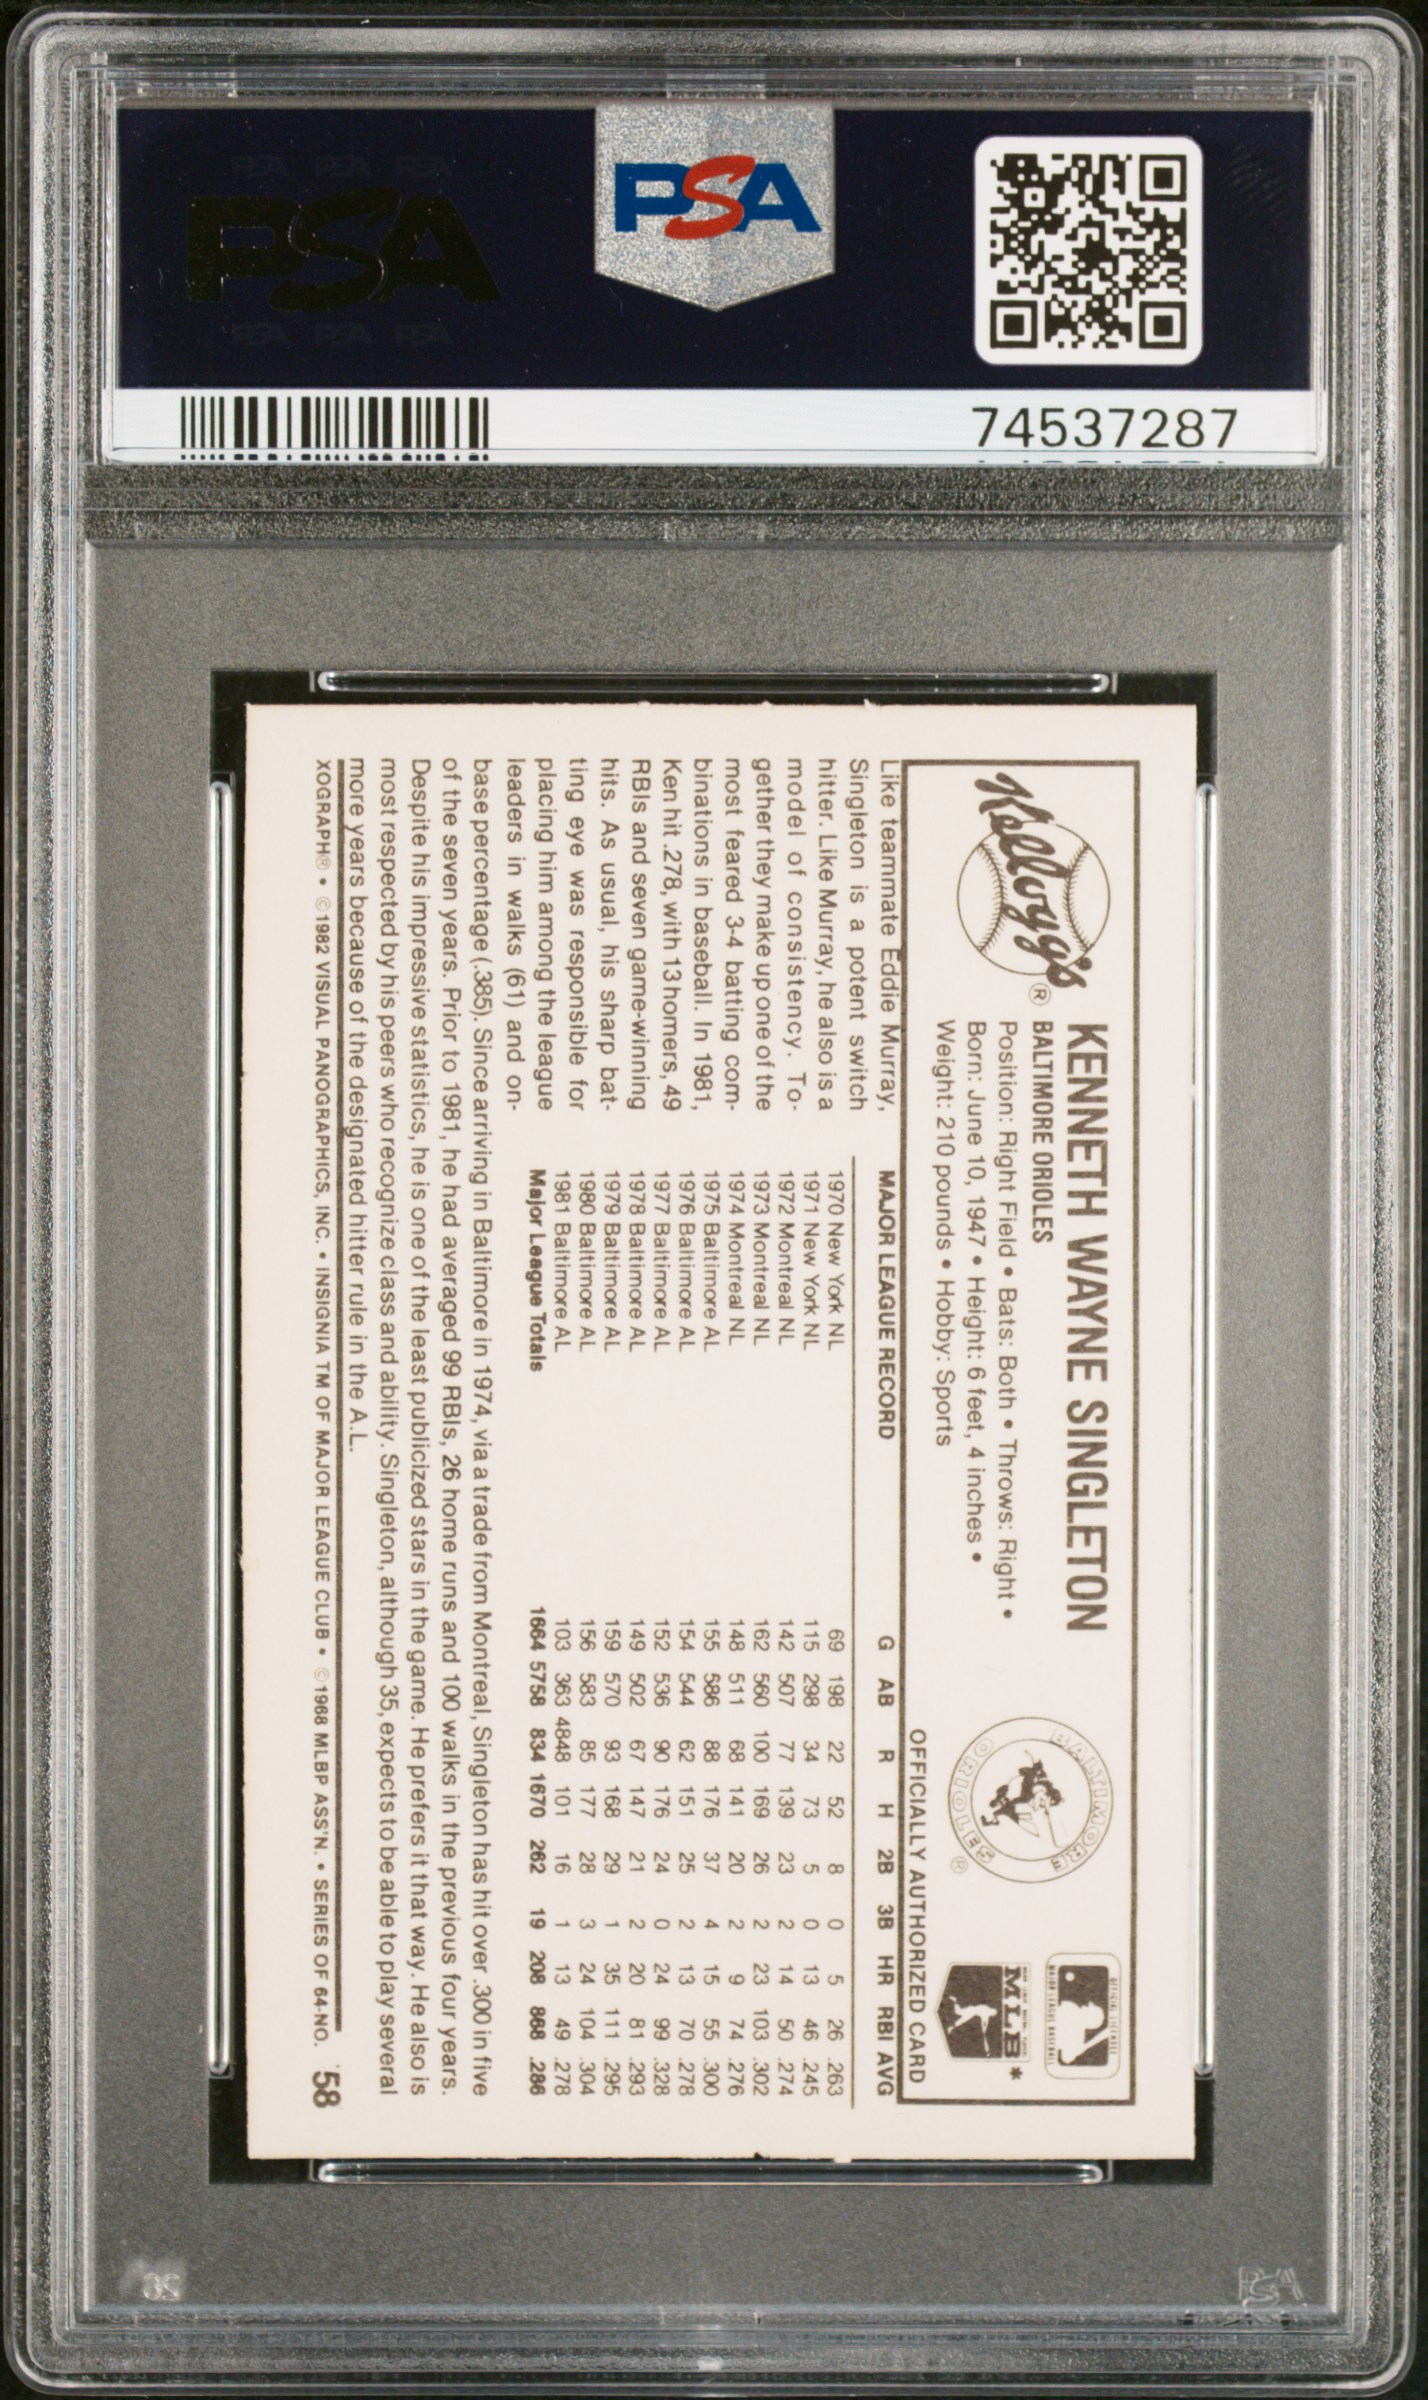 PSA
PSA PSA PSA
PSA
PSA PSA PSA
74537287
Kellogg's®
KENNETH WAYNE SINGLETON
BALTIMORE ORIOLES
Position: Right Field • Bats: Both • Throws: Right •
Born: June 10, 1947 • Height: 6 feet, 4 inches •
Weight: 210 pounds • Hobby: Sports
BALTIMORE
ORIOLES ®
OFFICIAL LICENSEE
MAJOR LEAGUE BASEBALL
MLB*
OFFICIALLY AUTHORIZED CARD
Like teammate Eddie Murray,
Singleton is a potent switch
hitter. Like Murray, he also is a
model of consistency. To-
gether they make up one of the
most feared 3-4 batting com-
binations in baseball. In 1981,
Ken hit .278, with 13 homers, 49
RBIs and seven game-winning
hits. As usual, his sharp bat-
ting eye was responsible for
placing him among the league
leaders in walks (61) and on-
MAJOR LEAGUE RECORD G AB R H 2B 3B HR RBI AVG
1970 New York NL 69 198 22 52 8 0 5 26 .263
1971 New York NL 115 298 34 73 5 0 13 46 .245
1972 Montreal NL 142 507 77 139 23 2 14 50 .274
1973 Montreal NL 162 560 100 169 26 2 23 103 .302
1974 Montreal NL 148 511 68 141 20 2 9 74 .276
1975 Baltimore AL 155 586 88 176 37 4 15 55 .300
1976 Baltimore AL 154 544 62 151 25 2 13 70 .278
1977 Baltimore AL 152 536 90 176 24 0 24 99 .328
1978 Baltimore AL 149 502 67 147 21 2 20 81 .293
1979 Baltimore AL 159 570 93 168 29 1 35 111 .295
1980 Baltimore AL 156 583 85 177 28 3 24 104 .304
1981 Baltimore AL 103 363 4848 101 16 1 13 49 .278
Major League Totals 1664 5758 834 1670 262 19 208 868 .286
base percentage (.385). Since arriving in Baltimore in 1974, via a trade from Montreal, Singleton has hit over .300 in five
of the seven years. Prior to 1981, he had averaged 99 RBIs, 26 home runs and 100 walks in the previous four years.
Despite his impressive statistics, he is one of the least publicized stars in the game. He prefers it that way. He also is
most respected by his peers who recognize class and ability. Singleton, although 35, expects to be able to play several
more years because of the designated hitter rule in the A.L.
XOGRAPH® • ©1982 VISUAL PANOGRAPHICS, INC. • INSIGNIA TM OF MAJOR LEAGUE CLUB • ©1968 MLBP ASS'N. • SERIES OF 64-NO. 58
PSA